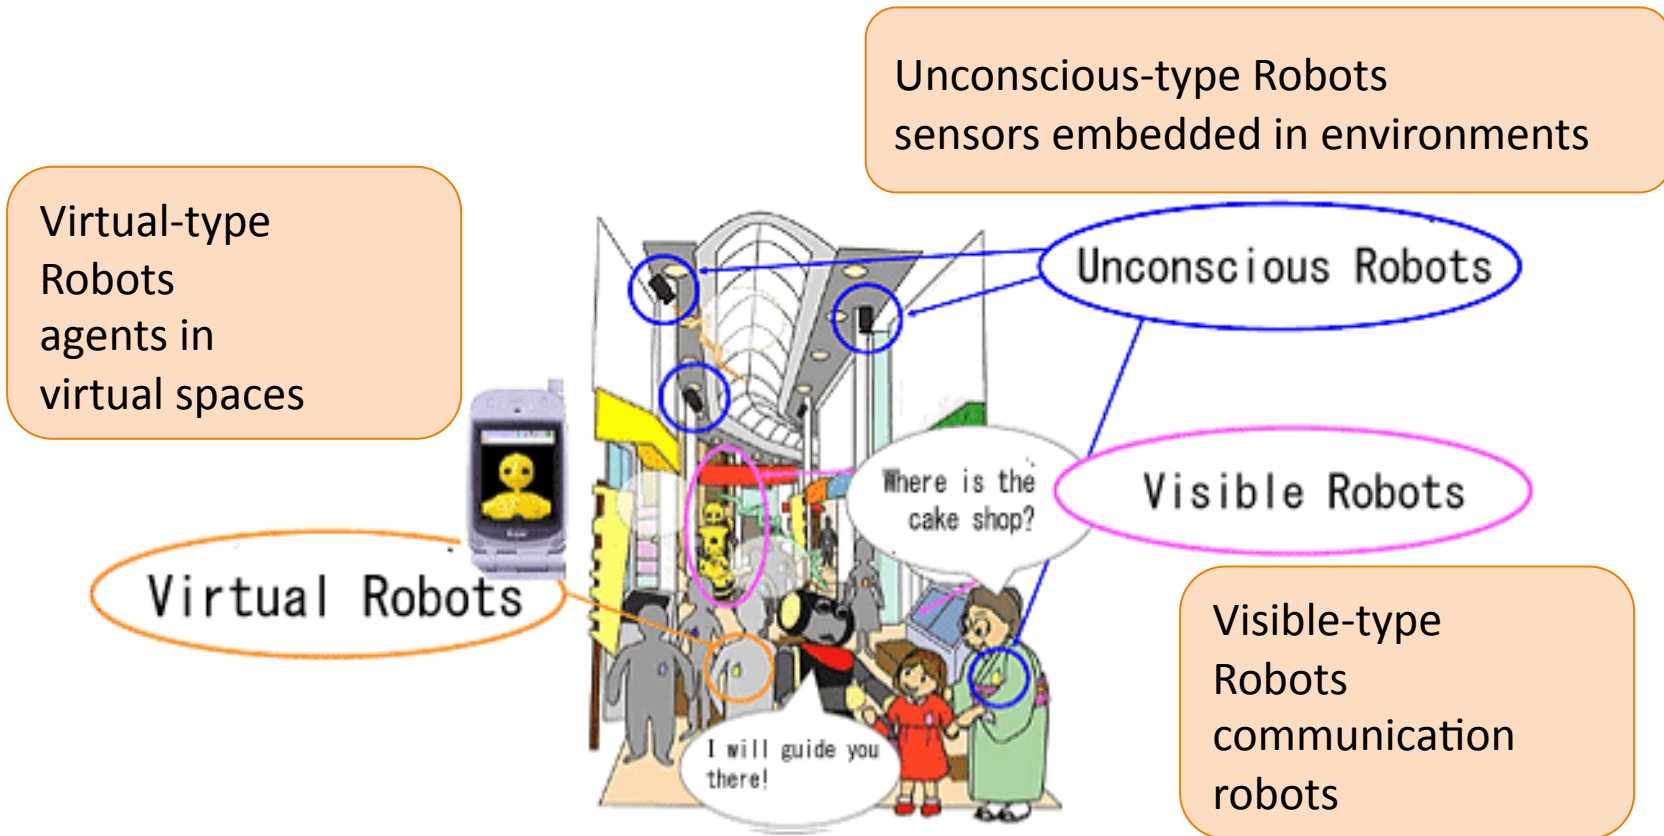 Unconscious-type Robots
sensors embedded in environments
Virtual-type
Robots
agents in
virtual spaces
Unconscious Robots
Where is the
cake shop?
Visible Robots
Virtual Robots
Visible-type
Robots
communication
robots
I will guide you
there!